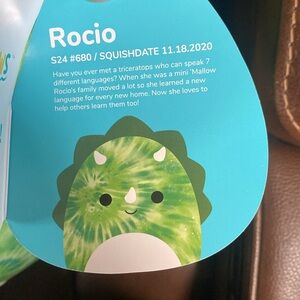 Rocio
S24 #680 / SQUISHDATE 11.18.2020
Have you ever met a triceratops who can speak 7
different languages? When she was a mini 'Mallow
Rocio's family moved a lot so she learned a new
language for every new home. Now she loves to
help others learn them too!